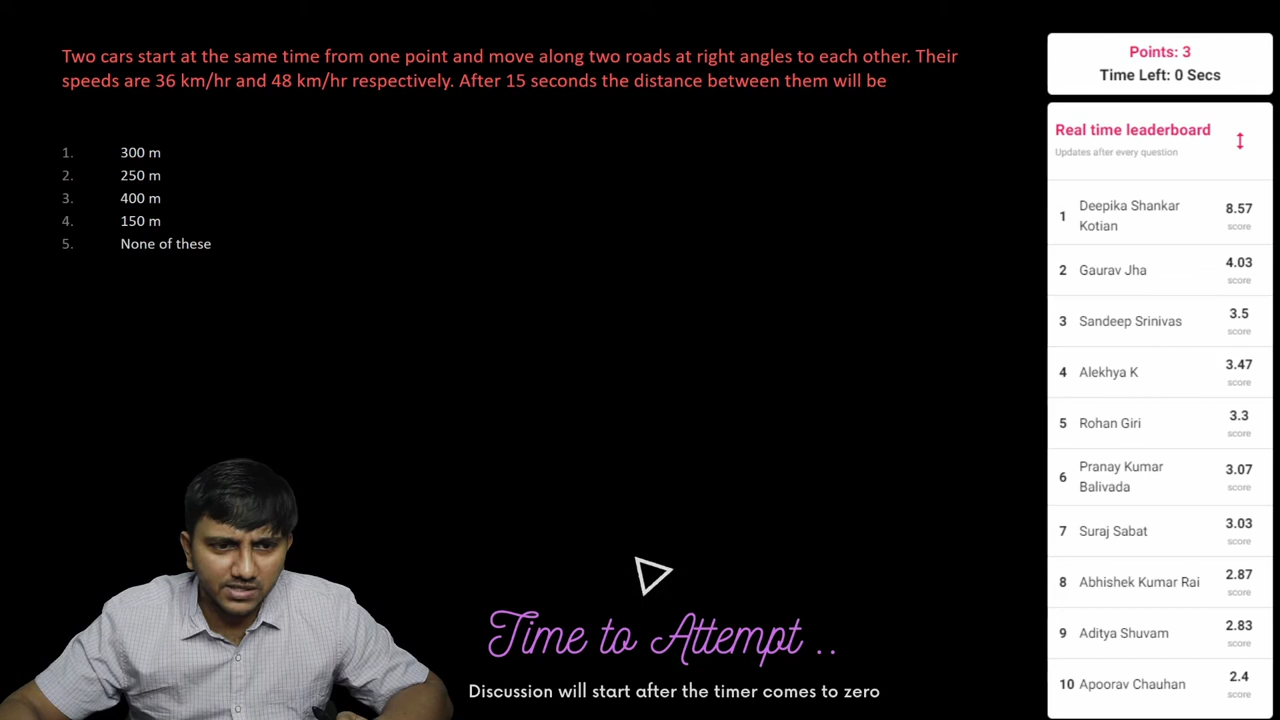 Two cars start at the same time from one point and move along two roads at right angles to each other. Their
speeds are 36 km/hr and 48 km/hr respectively. After 15 seconds the distance between them will be
1. 300 m
2. 250 m
3. 400 m
4. 150 m
5. None of these
Time to Attempt ..
Discussion will start after the timer comes to zero
Points: 3
Time Left: 0 Secs
Real time leaderboard
Updates after every question
1 Deepika Shankar Kotian 8.57 score
2 Gaurav Jha 4.03 score
3 Sandeep Srinivas 3.5 score
4 Alekhya K 3.47 score
5 Rohan Giri 3.3 score
6 Pranay Kumar Balivada 3.07 score
7 Suraj Sabat 3.03 score
8 Abhishek Kumar Rai 2.87 score
9 Aditya Shuvam 2.83 score
10 Apoorav Chauhan 2.4 score